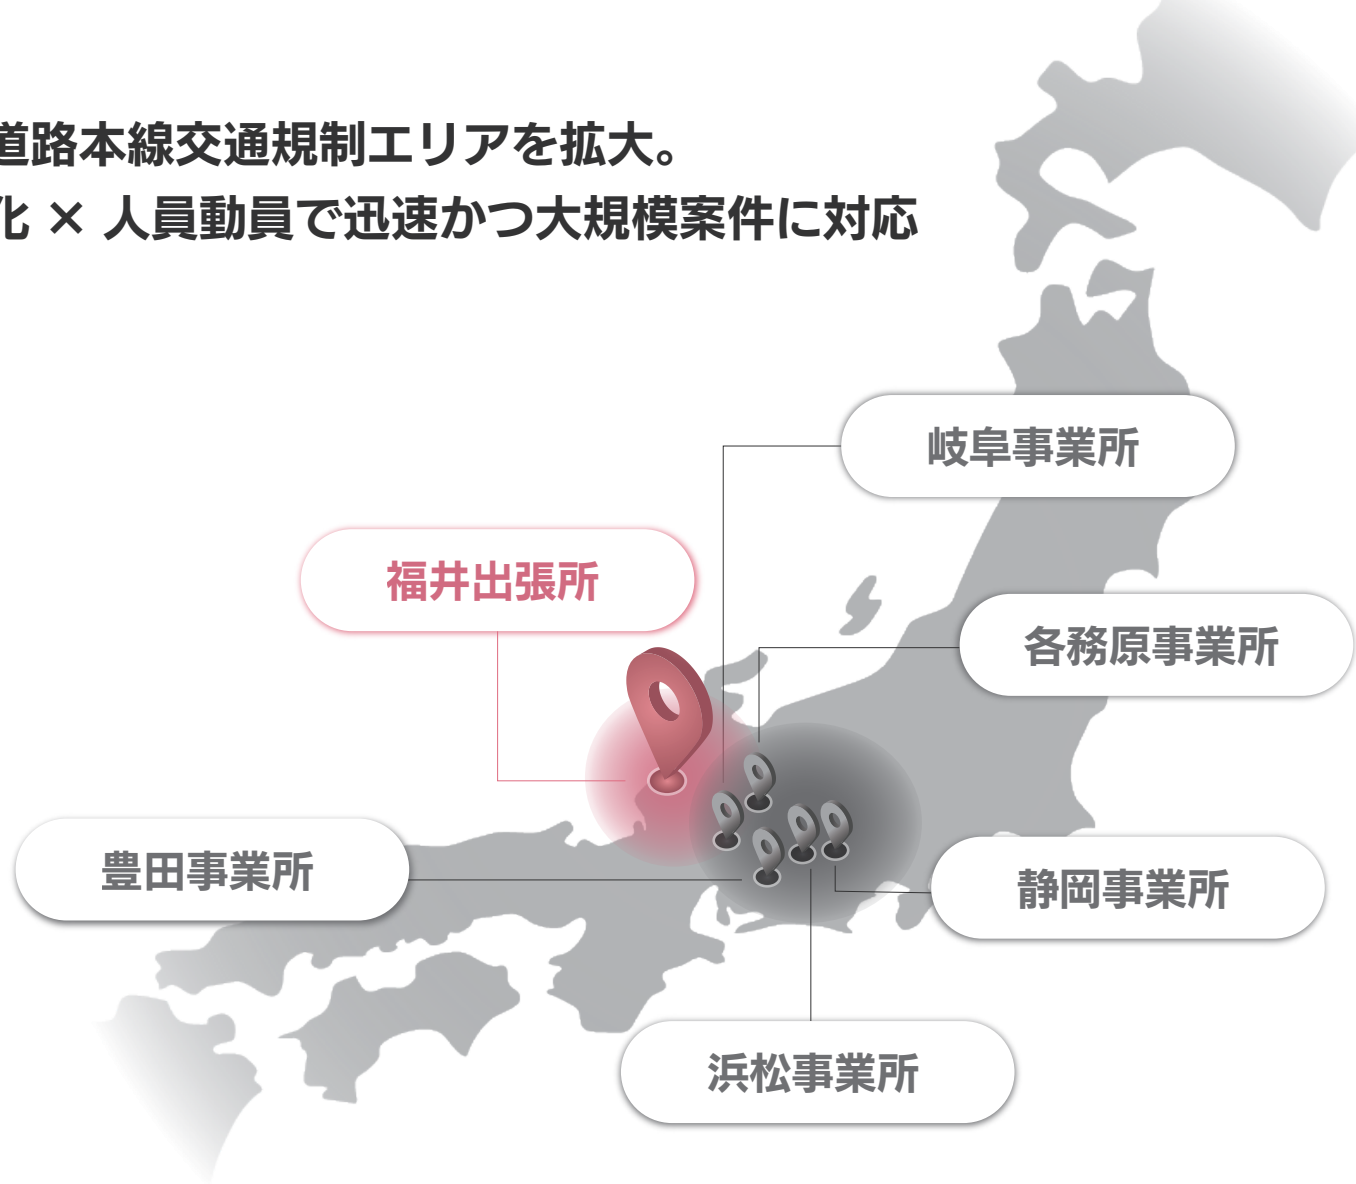 道路本線交通規制エリアを拡大。
化 × 人員動員で迅速かつ大規模案件に対応
岐阜事業所
福井出張所
各務原事業所
豊田事業所
静岡事業所
浜松事業所